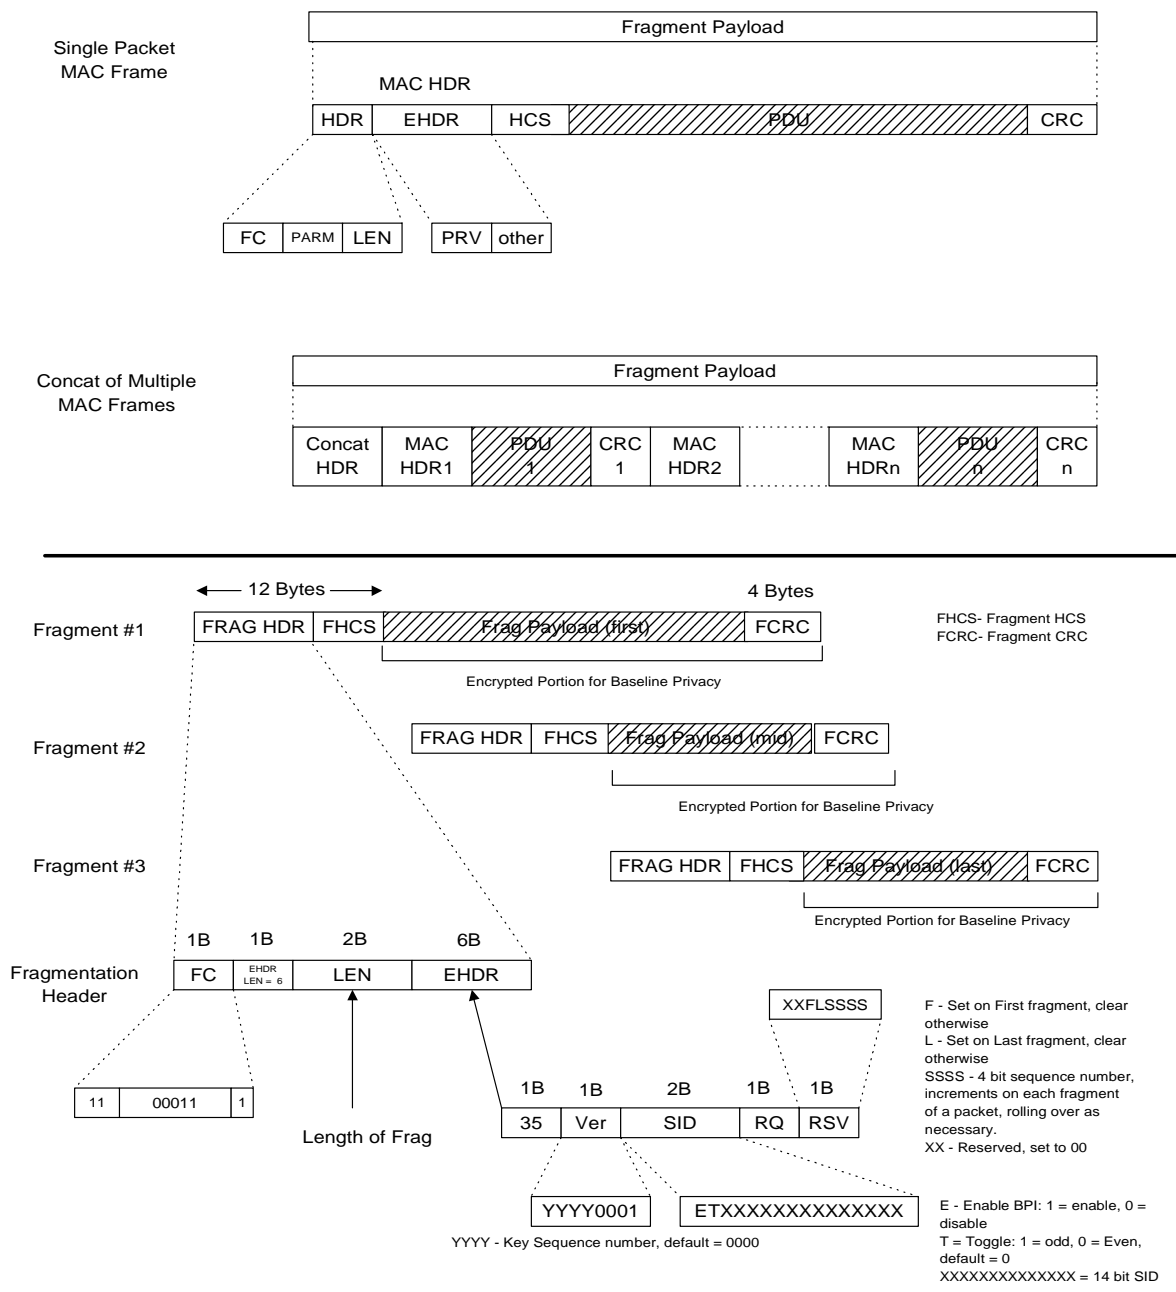 Fragment Payload
Single Packet
MAC Frame
MAC HDR
HDR EHDR HCS PDU CRC
FC PARM LEN PRV other
Fragment Payload
Concat of Multiple
MAC Frames
Concat HDR MAC HDR1 PDU 1 CRC 1 MAC HDR2 MAC HDRn PDU n CRC n
12 Bytes 4 Bytes
Fragment #1 FRAG HDR FHCS Frag Payload (first) FCRC
FHCS- Fragment HCS
FCRC- Fragment CRC
Encrypted Portion for Baseline Privacy
Fragment #2 FRAG HDR FHCS Frag Payload (mid) FCRC
Encrypted Portion for Baseline Privacy
Fragment #3 FRAG HDR FHCS Frag Payload (last) FCRC
Encrypted Portion for Baseline Privacy
1B 1B 2B 6B
Fragmentation
Header
FC EHDR LEN = 6 LEN EHDR
XXFLSSSS
F - Set on First fragment, clear
otherwise
L - Set on Last fragment, clear
otherwise
SSSS - 4 bit sequence number,
increments on each fragment
of a packet, rolling over as
necessary.
XX - Reserved, set to 00
11 00011 1
Length of Frag
1B 1B 2B 1B 1B
35 Ver SID RQ RSV
YYYY0001 ETXXXXXXXXXXXXXX
YYYY - Key Sequence number, default = 0000
E - Enable BPI: 1 = enable, 0 =
disable
T = Toggle: 1 = odd, 0 = Even,
default = 0
XXXXXXXXXXXXXX = 14 bit SID